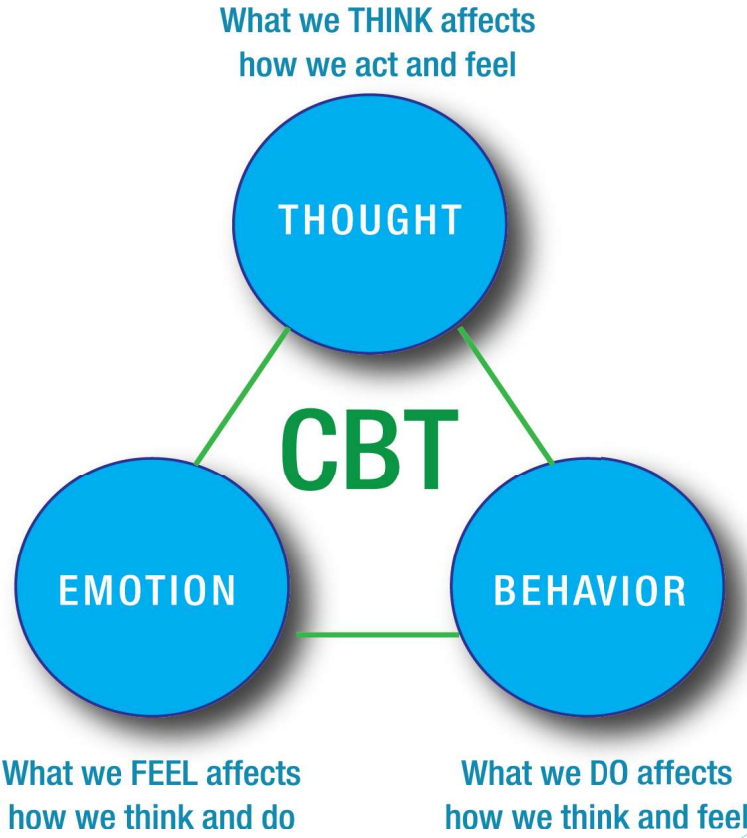 What we THINK affects
how we act and feel
THOUGHT
CBT
EMOTION
BEHAVIOR
What we FEEL affects
how we think and do
What we DO affects
how we think and feel